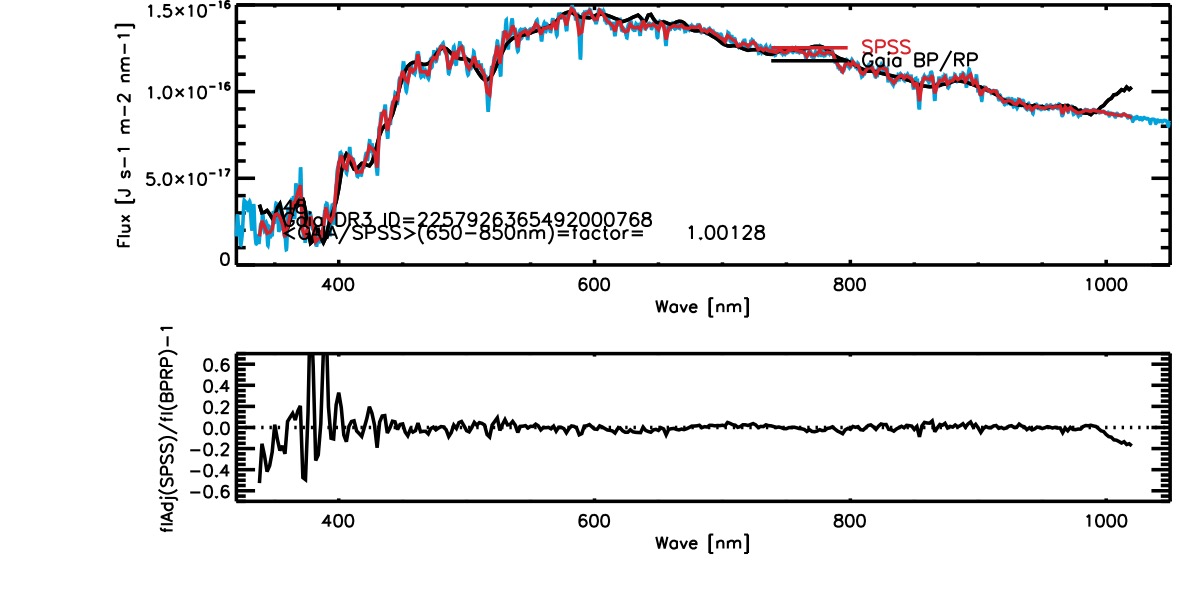 1.5×10−16
1.0×10−16
5.0×10−17
0
Flux [J s−1 m−2 nm−1]
SPSS
Gaia BP/RP
Gaia DR3 ID=2257926365492000768
<GAIA/SPSS>(650−850nm)=factor= 1.00128
400 600 800 1000
Wave [nm]
flAdj(SPSS)/fl(BPRP)−1
0.6
0.4
0.2
0.0
−0.2
−0.4
−0.6
400 600 800 1000
Wave [nm]